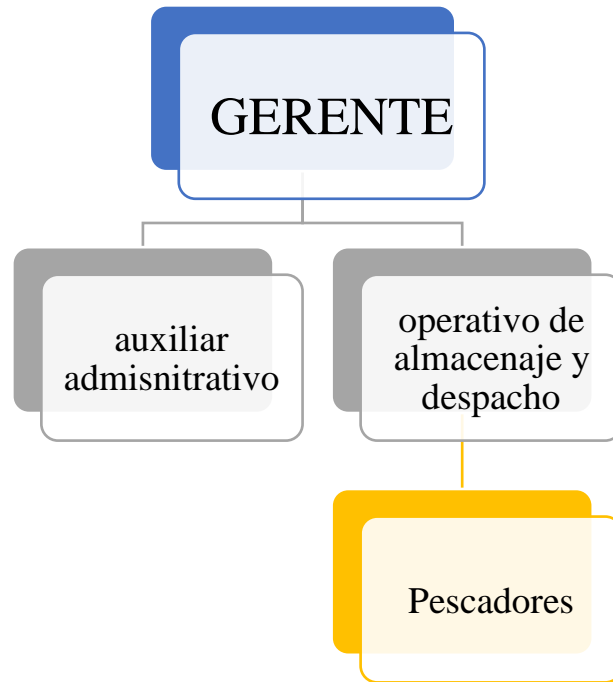 GERENTE
auxiliar
admisnitrativo
operativo de
almacenaje y
despacho
Pescadores